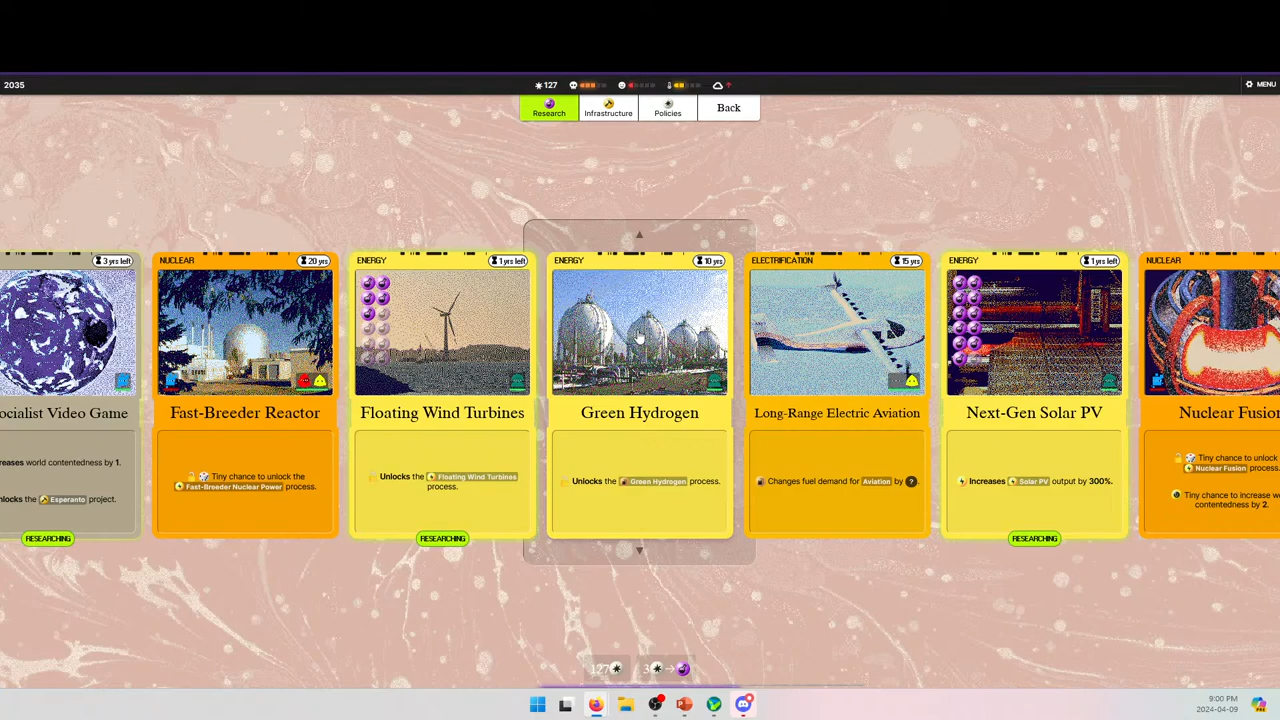 2035
127
MENU
Research
Infrastructure
Policies
Back
3 yrs left
NUCLEAR
20 yrs
ENERGY
1 yrs left
ENERGY
10 yrs
ELECTRIFICATION
15 yrs
ENERGY
1 yrs left
NUCLEAR
ocialist Video Game
Fast-Breeder Reactor
Floating Wind Turbines
Green Hydrogen
Long-Range Electric Aviation
Next-Gen Solar PV
Nuclear Fusion
reases world contentedness by 1.
locks the Esperanto project.
Tiny chance to unlock the
Fast-Breeder Nuclear Power process.
Unlocks the Floating Wind Turbines
process.
Unlocks the Green Hydrogen process.
Changes fuel demand for Aviation by ?
Increases Solar PV output by 300%.
Tiny chance to unlock
Nuclear Fusion process.
Tiny chance to increase w
contentedness by 2.
RESEARCHING
RESEARCHING
RESEARCHING
127
3
9:00 PM
2024-04-09